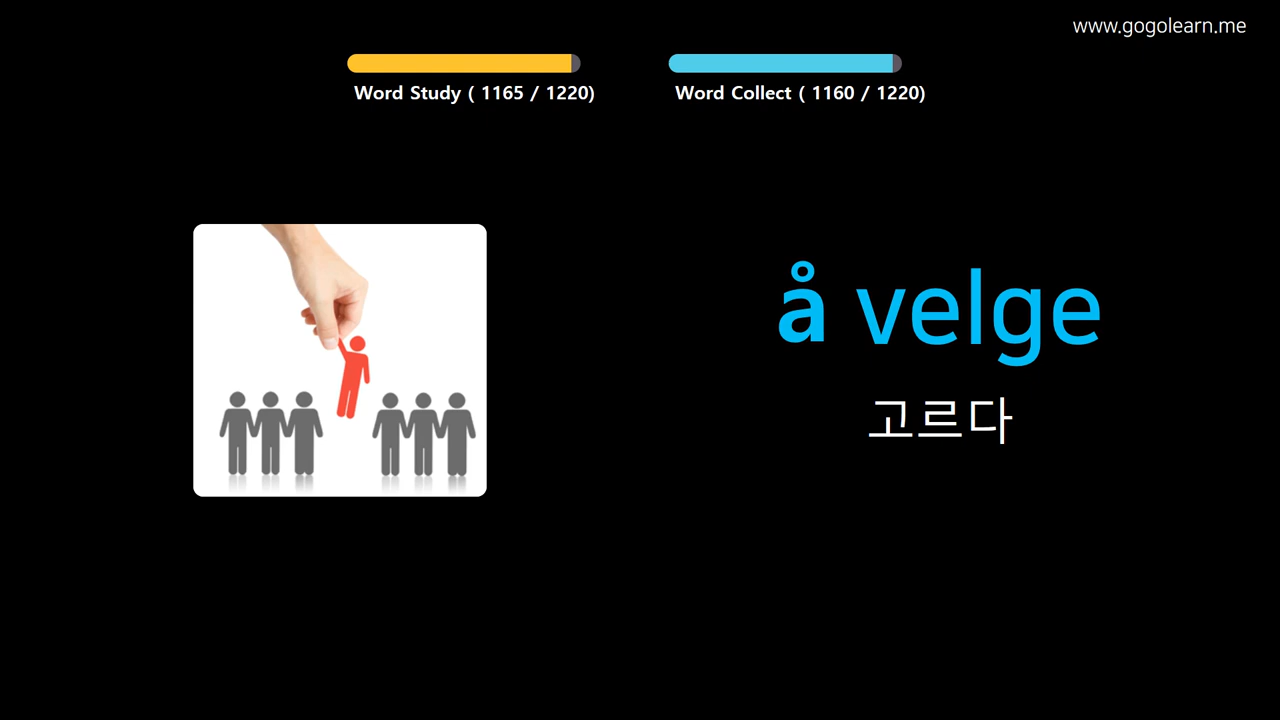 www.gogolearn.me
Word Study ( 1165 / 1220)
Word Collect ( 1160 / 1220)
å velge
고르다